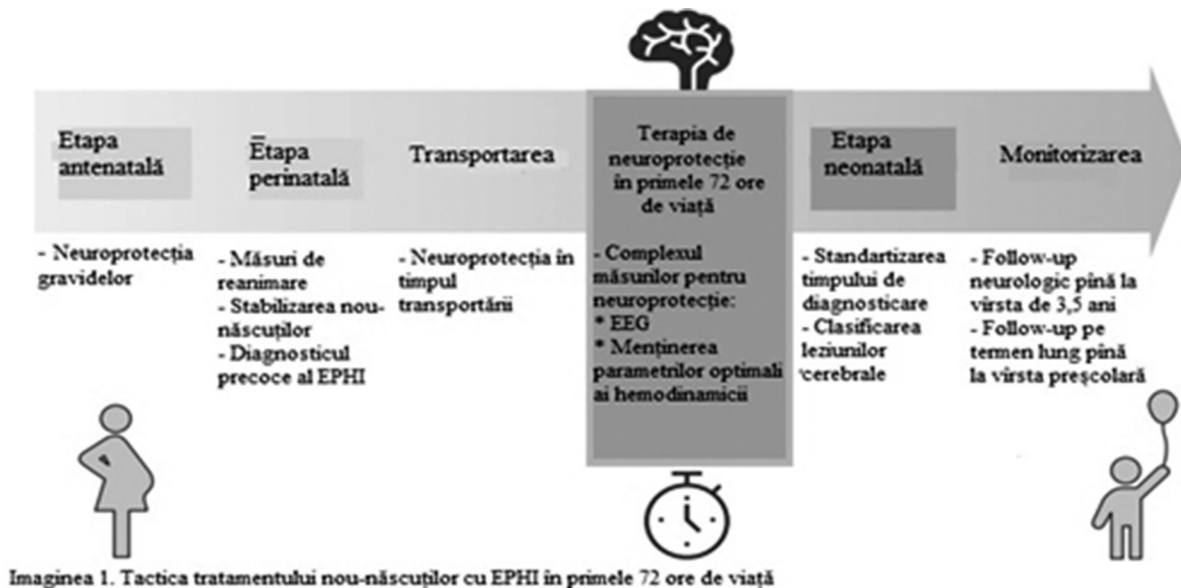 Etapa
antenatală
Etapa
perinatală
Transportarea
Terapia de
neuroprotecție
în primele 72 ore
de viață
Etapa
neonatală
Monitorizarea
- Neuroprotecția
gravidelor
- Măsuri de
reanimare
- Stabilizarea nou-
născuților
- Diagnosticul
precoce al EPHI
- Neuroprotecția în
timpul
transportării
- Complexul
măsurilor pentru
neuroprotecție:
* EEG
* Menținerea
parametrilor optimali
ai hemodinamicii
- Standartizarea
timpului de
diagnosticare
- Clasificarea
leziunilor
cerebrale
- Follow-up
neurologic pînă la
vîrsta de 3,5 ani
- Follow-up pe
termen lung pînă
la vîrsta preșcolară
Imaginea 1. Tactica tratamentului nou-născuților cu EPHI în primele 72 ore de viață